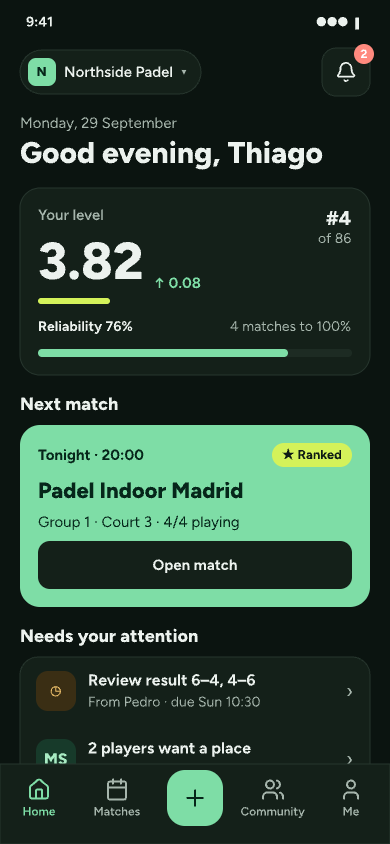 9:41
N Northside Padel
2
Monday, 29 September
Good evening, Thiago
Your level
#4
3.82
of 86
↑ 0.08
Reliability 76%
4 matches to 100%
Next match
Tonight · 20:00
★ Ranked
Padel Indoor Madrid
Group 1 · Court 3 · 4/4 playing
Open match
Needs your attention
Review result 6–4, 4–6
From Pedro · due Sun 10:30
MS
2 players want a place
Home
Matches
Community
Me